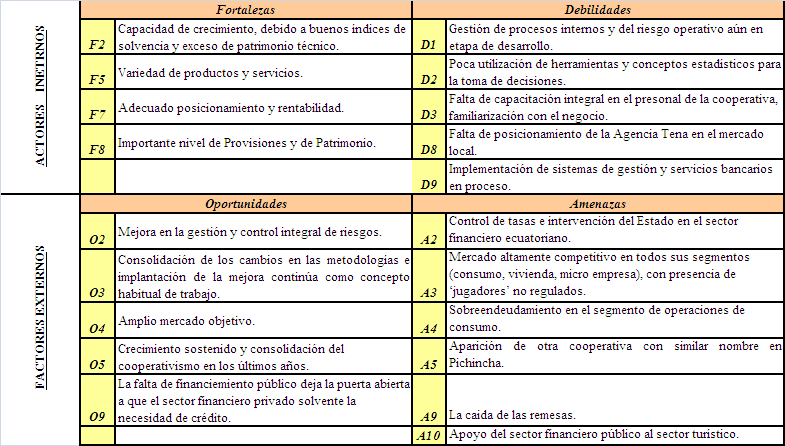 ACTORES INETRNOS
Fortalezas
Debilidades
F2
Capacidad de crecimiento, debido a buenos indices de
solvencia y exceso de patrimonio técnico.
D1
Gestión de procesos internos y del riesgo operativo aún en
etapa de desarrollo.
F5
Variedad de productos y servicios.
D2
Poca utilización de herramientas y conceptos estadísticos para
la toma de decisiones.
F7
Adecuado posicionamiento y rentabilidad.
D3
Falta de capacitación integral en el presonal de la cooperativa,
familiarización con el negocio.
F8
Importante nivel de Provisiones y de Patrimonio.
D8
Falta de posicionamiento de la Agencia Tena en el mercado
local.
D9
Implementación de sistemas de gestión y servicios bancarios
en proceso.
FACTORES EXTERNOS
Oportunidades
Amenazas
O2
Mejora en la gestión y control integral de riesgos.
A2
Control de tasas e intervención del Estado en el sector
financiero ecuatoriano.
O3
Consolidación de los cambios en las metodologías e
implantación de la mejora continúa como concepto
habitual de trabajo.
A3
Mercado altamente competitivo en todos sus segmentos
(consumo, vivienda, micro empresa), con presencia de
‘jugadores’ no regulados.
O4
Amplio mercado objetivo.
A4
Sobreendeudamiento en el segmento de operaciones de
consumo.
O5
Crecimiento sostenido y consolidación del
cooperativismo en los últimos años.
A5
Aparición de otra cooperativa con similar nombre en
Pichincha.
O9
La falta de financiemiento público deja la puerta abierta
a que el sector financiero privado solvente la
necesidad de crédito.
A9
La caida de las remesas.
A10
Apoyo del sector financiero público al sector turístico.